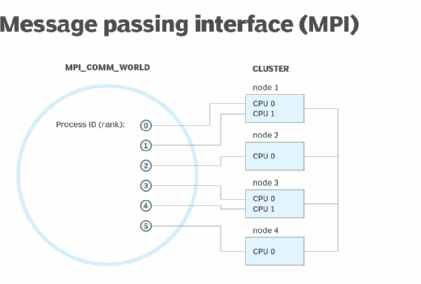 Message passing interface (MPI)
MPI_COMM_WORLD
Process ID (rank):
0
1
2
3
4
5
CLUSTER
node 1
CPU 0
CPU 1
node 2
CPU 0
node 3
CPU 0
CPU 1
node 4
CPU 0